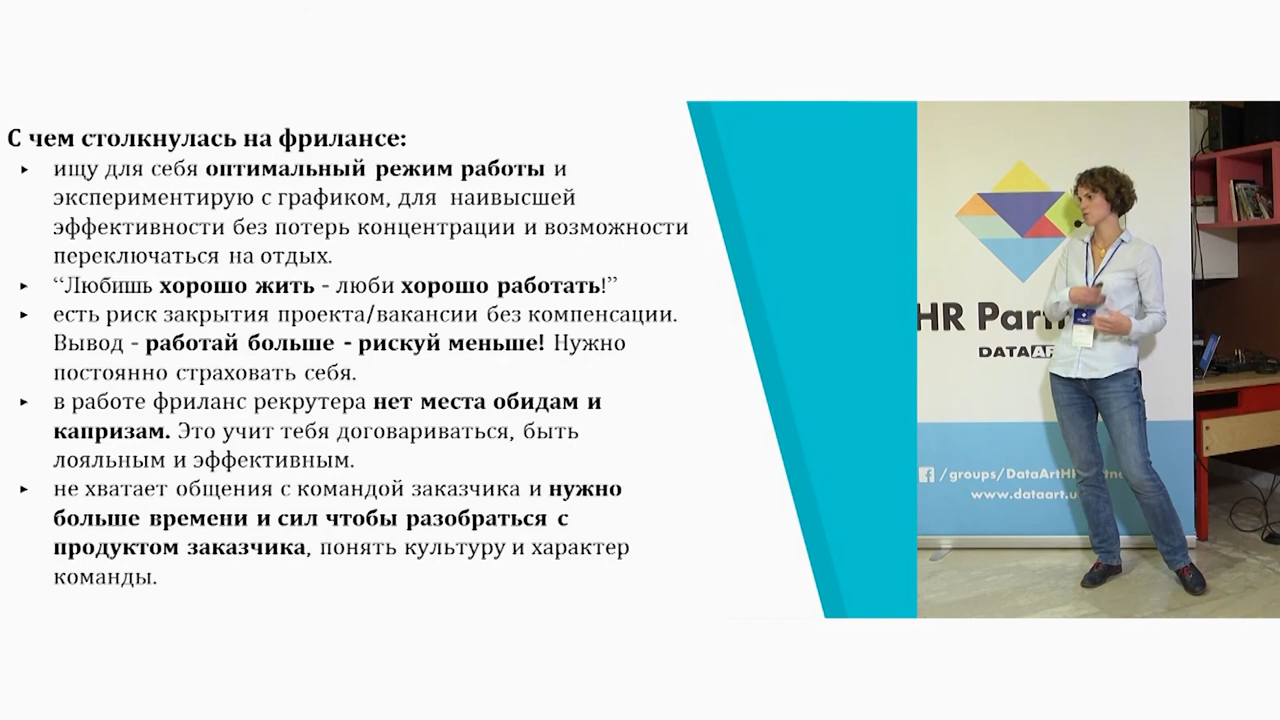 С чем столкнулась на фрилансе:
▸ ищу для себя оптимальный режим работы и
экспериментирую с графиком, для наивысшей
эффективности без потерь концентрации и возможности
переключаться на отдых.
▸ “Любишь хорошо жить - люби хорошо работать!”
▸ есть риск закрытия проекта/вакансии без компенсации.
Вывод - работай больше - рискуй меньше! Нужно
постоянно страховать себя.
▸ в работе фриланс рекрутера нет места обидам и
капризам. Это учит тебя договариваться, быть
лояльным и эффективным.
▸ не хватает общения с командой заказчика и нужно
больше времени и сил чтобы разобраться с
продуктом заказчика, понять культуру и характер
команды.
HR Part
DATAAR
/groups/DataArtHR
www.dataart.u